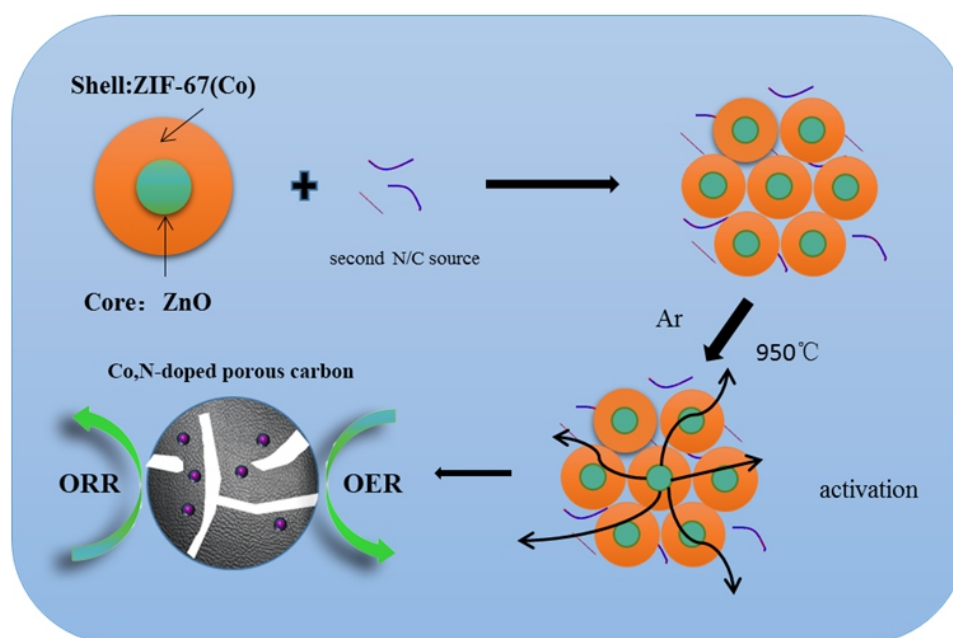 Shell:ZIF-67(Co)
second N/C source
Core：ZnO
Ar
950℃
Co,N-doped porous carbon
ORR
OER
activation